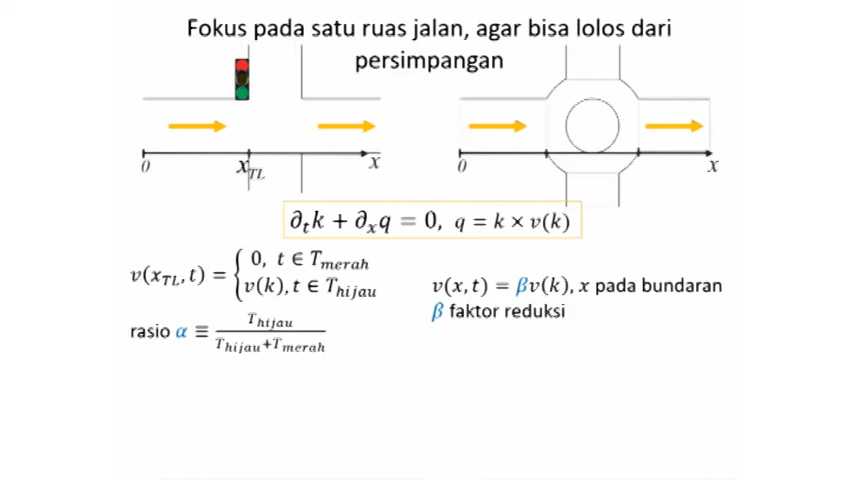 Fokus pada satu ruas jalan, agar bisa lolos dari
persimpangan
0 x_TL x
0 x
∂_t k + ∂_x q = 0, q = k × v(k)
v(x_TL, t) = { 0, t ∈ T_merah
v(k), t ∈ T_hijau
rasio α ≡ T_hijau / (T_hijau+T_merah)
v(x, t) = βv(k), x pada bundaran
β faktor reduksi